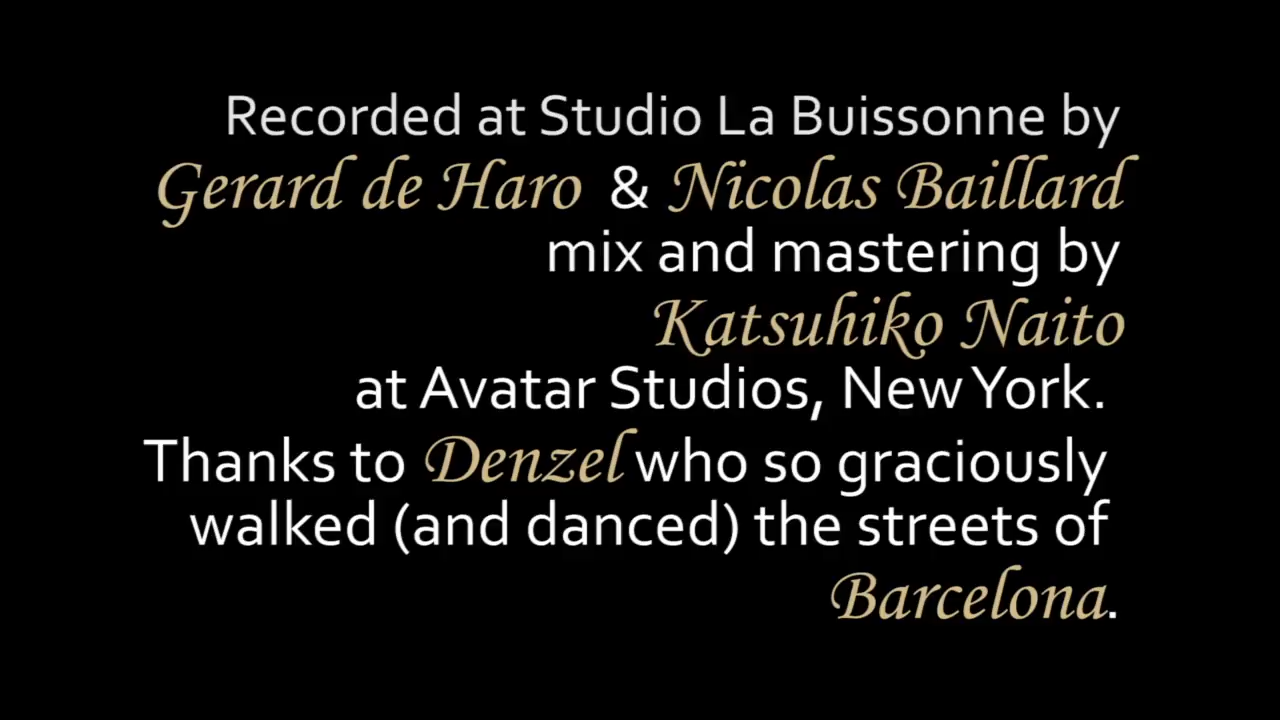 Recorded at Studio La Buissonne by
Gerard de Haro & Nicolas Baillard
mix and mastering by
Katsuhiko Naito
at Avatar Studios, New York.
Thanks to Denzel who so graciously
walked (and danced) the streets of
Barcelona.